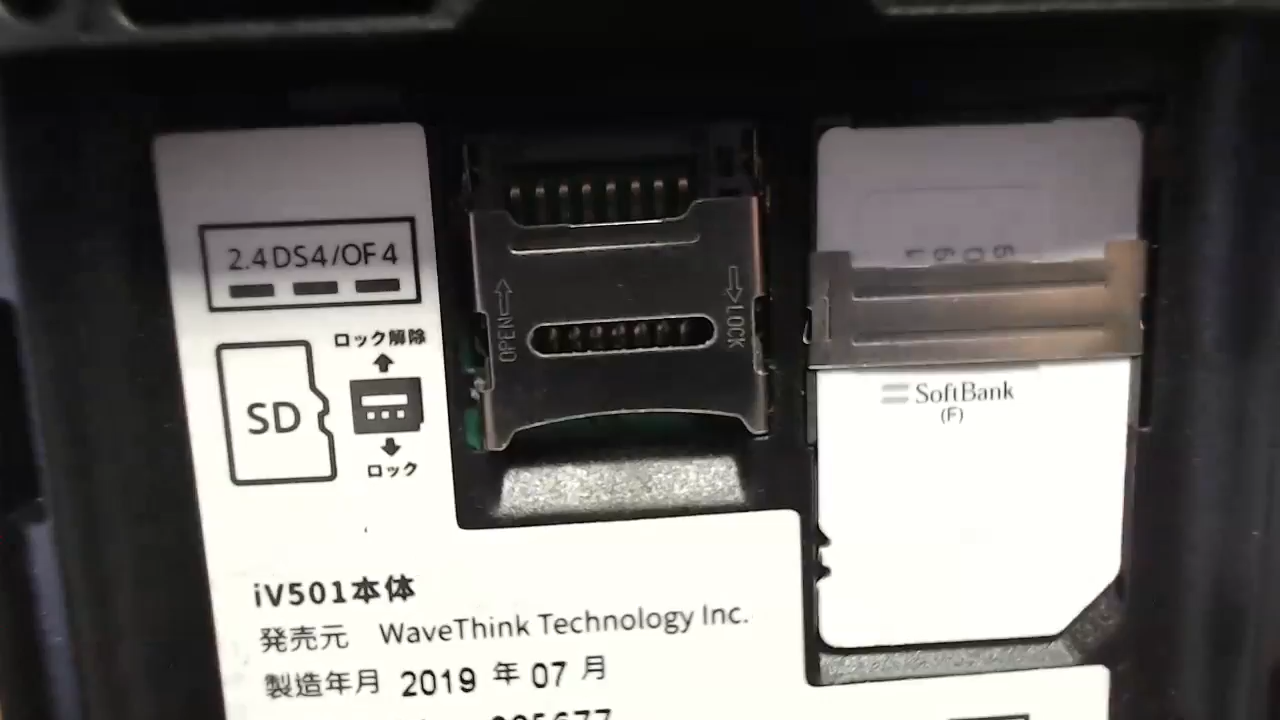 2.4 DS4/OF4
ロック解除
SD
ロック
OPEN
LOCK
SoftBank
(F)
iV501本体
発売元 WaveThink Technology Inc.
製造年月 2019 年 07 月